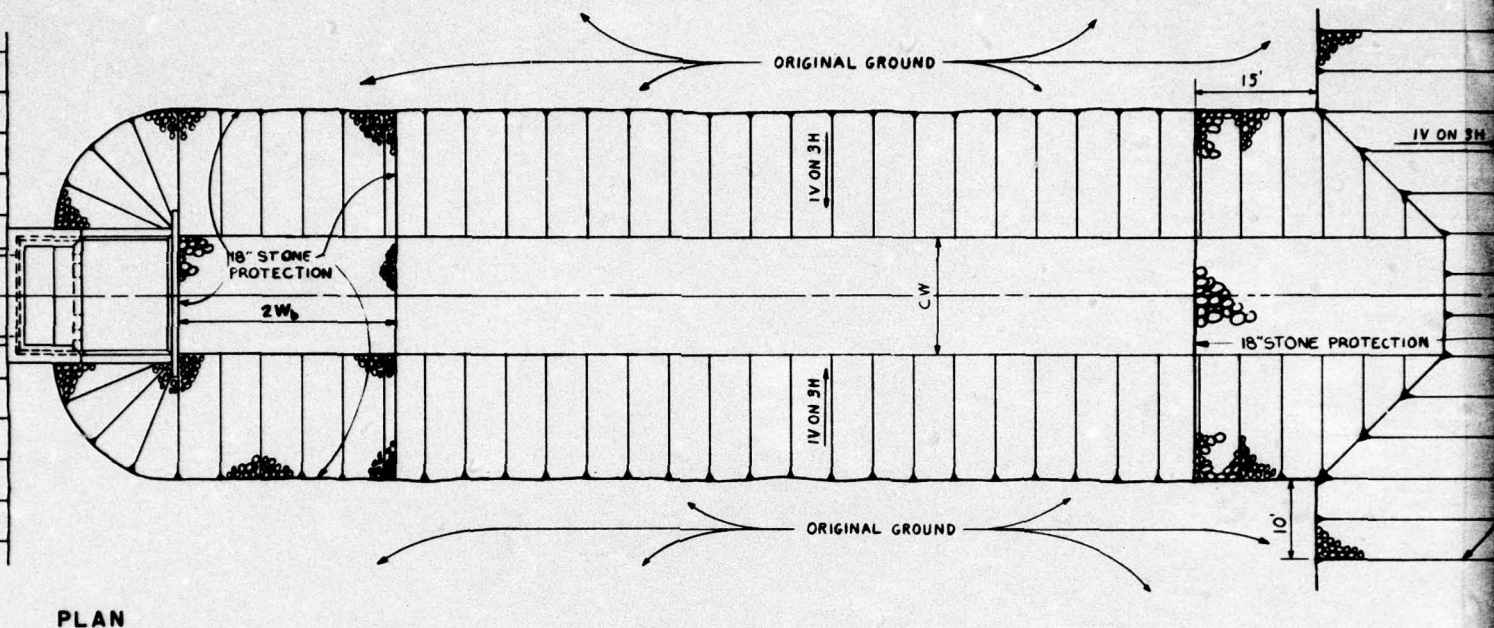 ORIGINAL GROUND
15'
1V ON 3H
1V ON 3H
18" STONE
PROTECTION
2Wb
CW
18" STONE PROTECTION
1V ON 3H
ORIGINAL GROUND
10'
PLAN